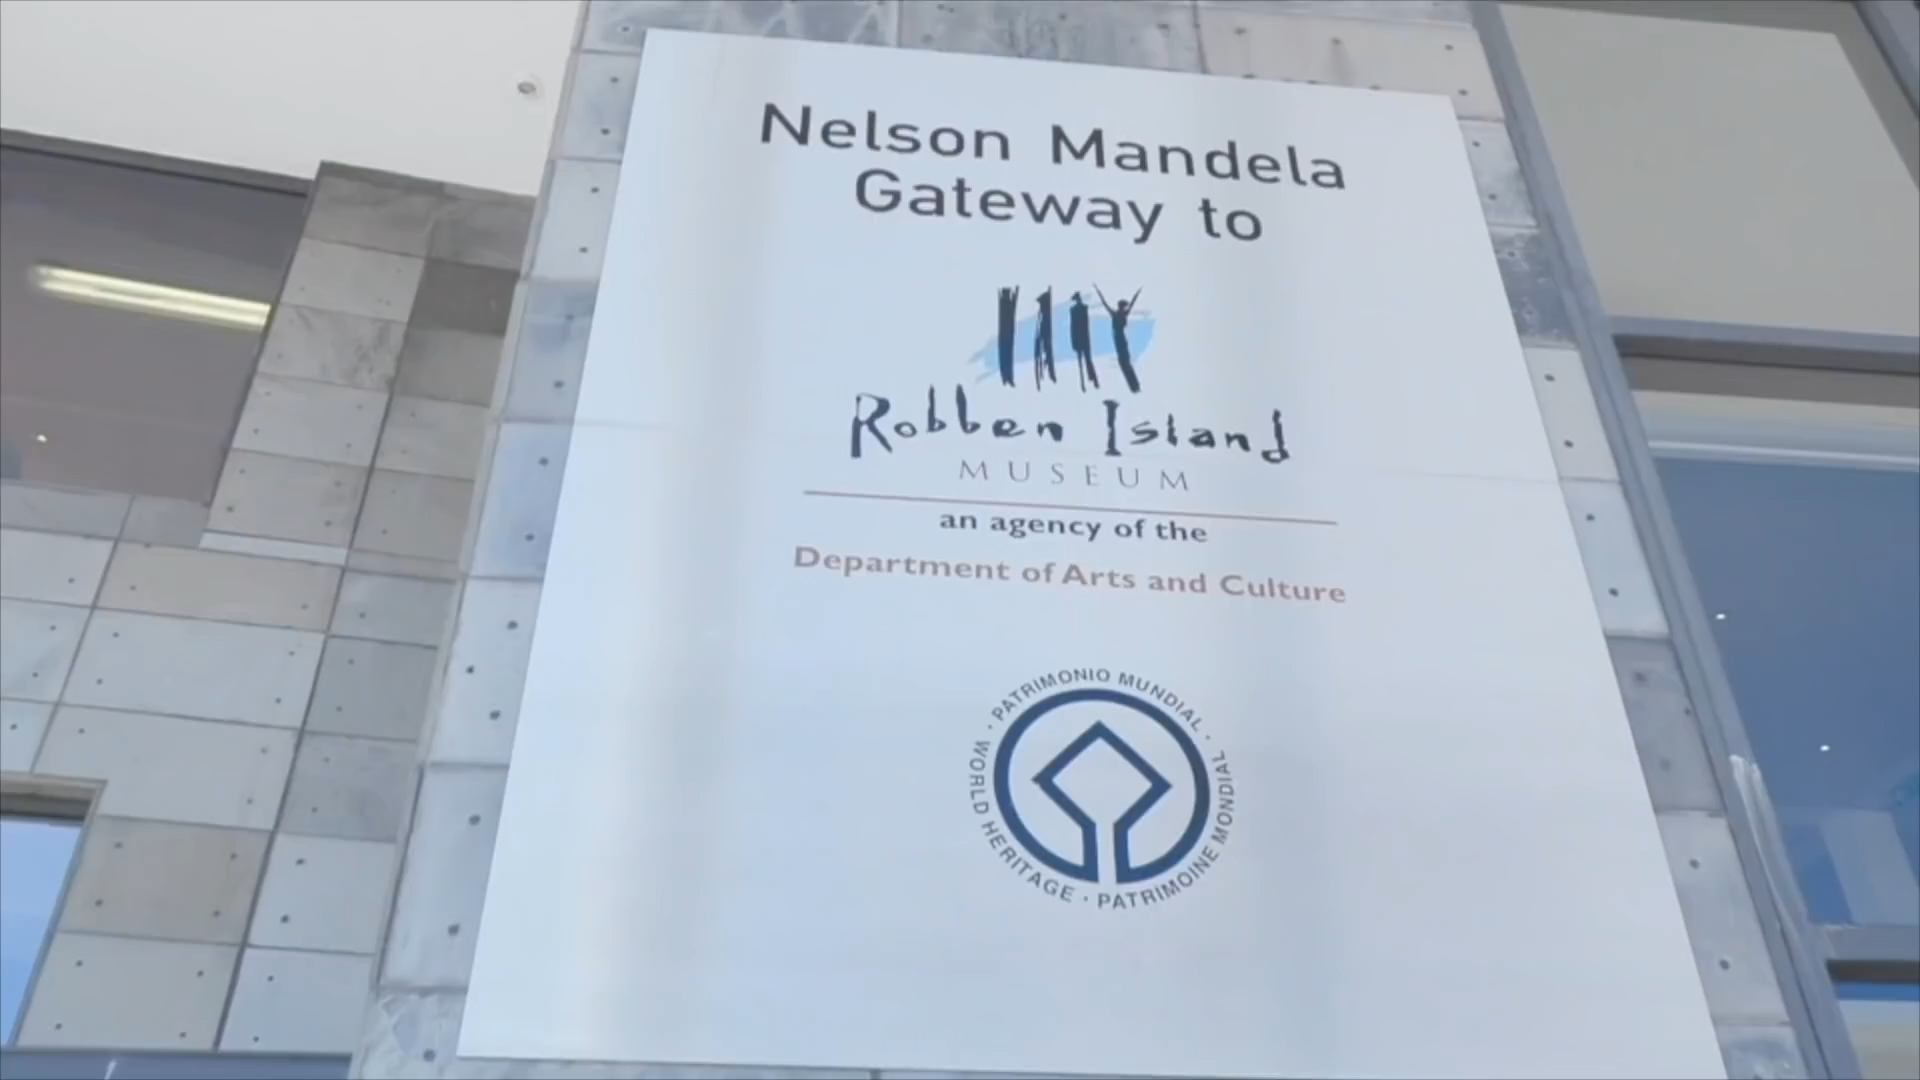 Nelson Mandela
Gateway to
Robben Island
MUSEUM
an agency of the
Department of Arts and Culture
· PATRIMONIO MUNDIAL ·
WORLD HERITAGE · PATRIMOINE MONDIAL